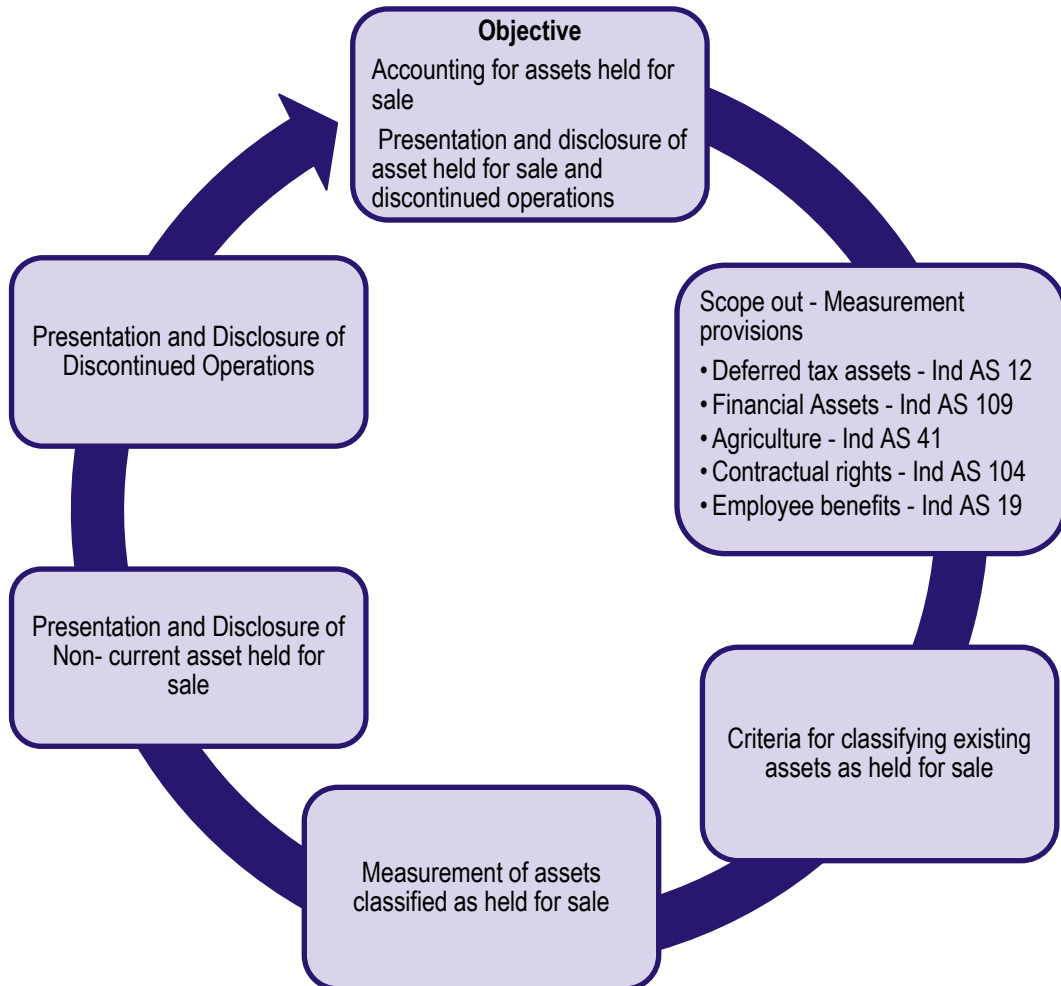 Objective
Accounting for assets held for
sale
Presentation and disclosure of
asset held for sale and
discontinued operations
Scope out - Measurement
provisions
• Deferred tax assets - Ind AS 12
• Financial Assets - Ind AS 109
• Agriculture - Ind AS 41
• Contractual rights - Ind AS 104
• Employee benefits - Ind AS 19
Criteria for classifying existing
assets as held for sale
Measurement of assets
classified as held for sale
Presentation and Disclosure of
Non- current asset held for
sale
Presentation and Disclosure of
Discontinued Operations